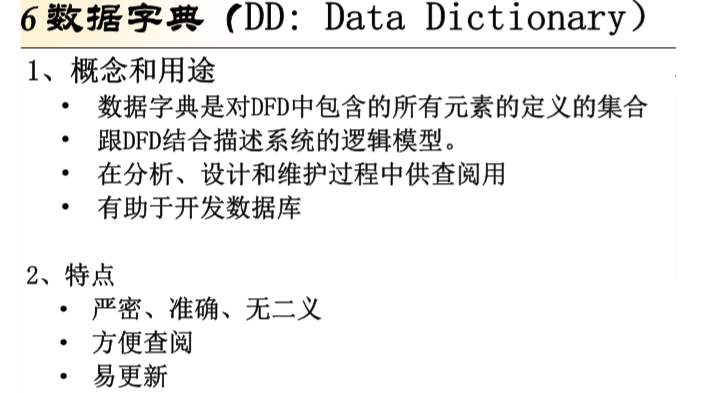 6 数据字典（DD: Data Dictionary）
1、概念和用途
• 数据字典是对DFD中包含的所有元素的定义的集合
• 跟DFD结合描述系统的逻辑模型。
• 在分析、设计和维护过程中供查阅用
• 有助于开发数据库
2、特点
• 严密、准确、无二义
• 方便查阅
• 易更新